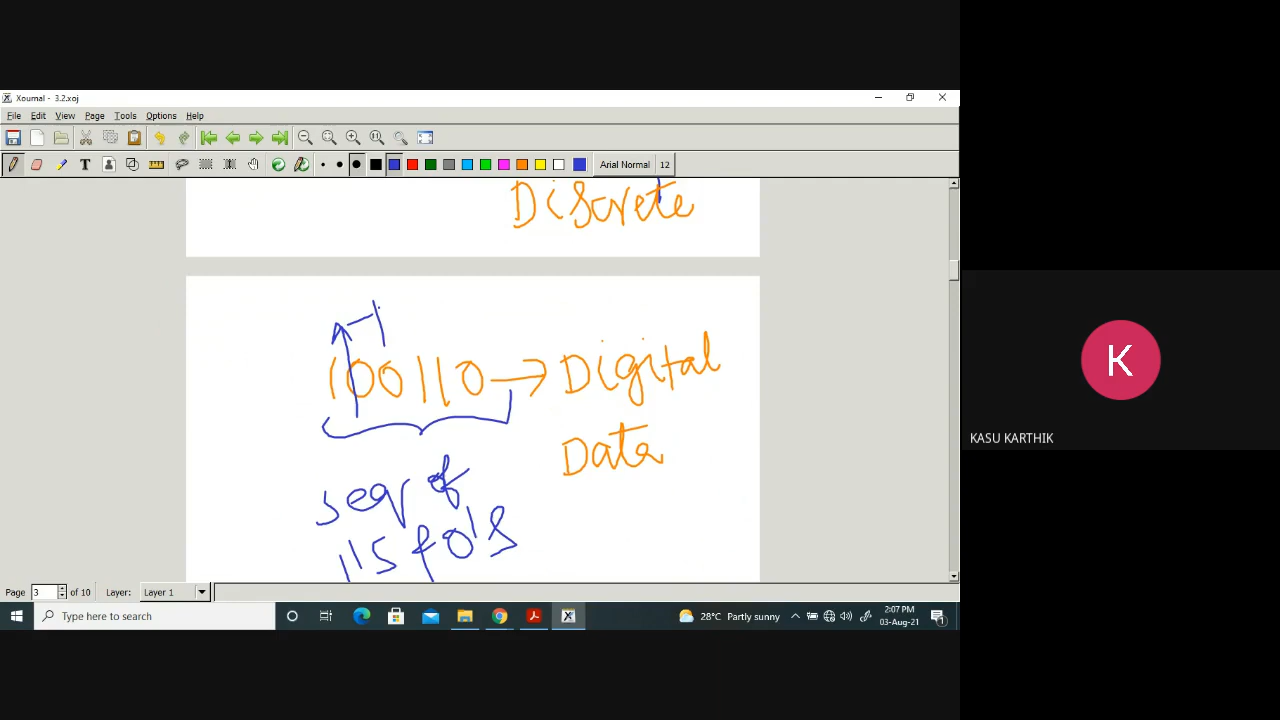 Xournal - 3.2.xoj
File Edit View Page Tools Options Help
Arial Normal 12
Discrete
100110 → Digital
Data
seq of
1's & 0's
KASU KARTHIK
K
Page 3 of 10 Layer: Layer 1
Type here to search
28°C Partly sunny
2:07 PM
03-Aug-21
1